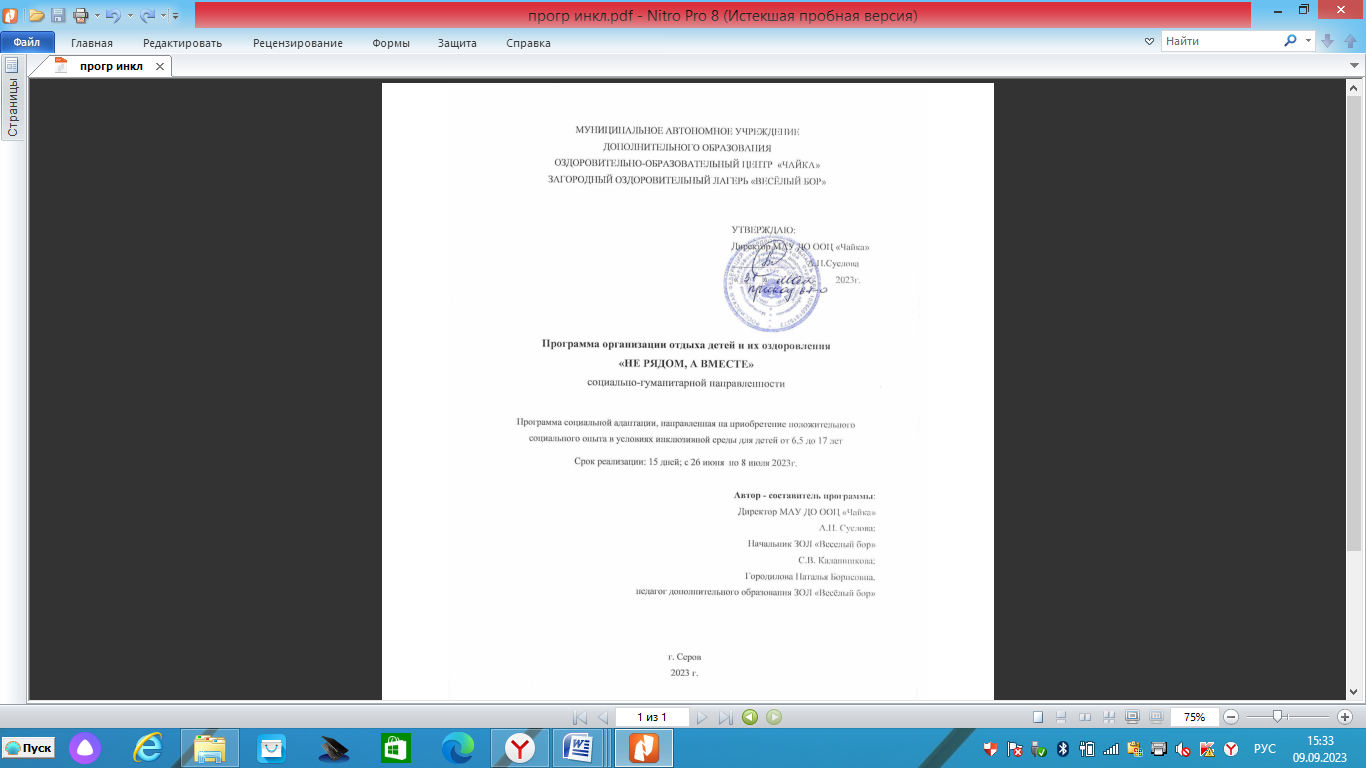 прогр инкл.pdf - Nitro Pro 8 (Истекшая пробная версия)
Файл Главная Редактировать Рецензирование Формы Защита Справка Найти
прогр инкл
Страницы
МУНИЦИПАЛЬНОЕ АВТОНОМНОЕ УЧРЕЖДЕНИЕ
ДОПОЛНИТЕЛЬНОГО ОБРАЗОВАНИЯ
ОЗДОРОВИТЕЛЬНО-ОБРАЗОВАТЕЛЬНЫЙ ЦЕНТР «ЧАЙКА»
ЗАГОРОДНЫЙ ОЗДОРОВИТЕЛЬНЫЙ ЛАГЕРЬ «ВЕСЁЛЫЙ БОР»
УТВЕРЖДАЮ:
Директор МАУ ДО ООЦ «Чайка»
Суслова
2023г.
Программа организации отдыха детей и их оздоровления
«НЕ РЯДОМ, А ВМЕСТЕ»
социально-гуманитарной направленности
Программа социальной адаптации, направленная на приобретение положительного
социального опыта в условиях инклюзивной среды для детей от 6,5 до 17 лет
Срок реализации: 15 дней; с 26 июня по 8 июля 2023г.
Автор - составитель программы:
Директор МАУ ДО ООЦ «Чайка»
Суслова;
Начальник ЗОЛ «Веселый бор»
С.В. Калашникова;
Городилова Наталья Борисовна,
педагог дополнительного образования ЗОЛ «Весёлый бор»
г. Серов
2023 г.
1 из 1
75%
Пуск
РУС
15:33
09.09.2023